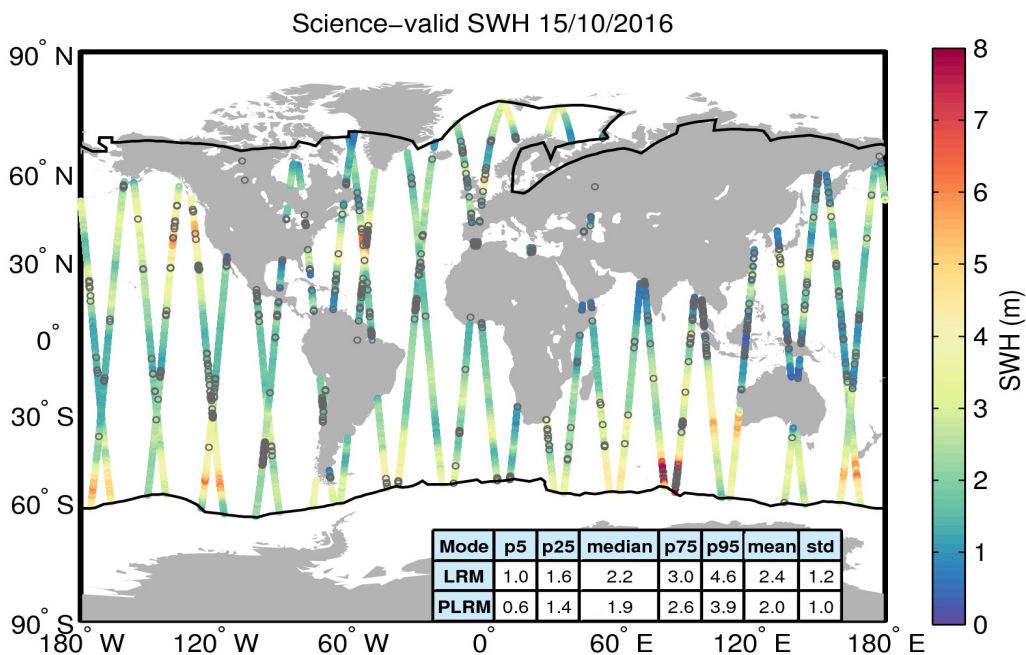 Science−valid SWH 15/10/2016
90° N
60° N
30° N
0°
30° S
60° S
90° S
180° W
120° W
60° W
0°
60° E
120° E
180° E
Mode p5 p25 median p75 p95 mean std
LRM 1.0 1.6 2.2 3.0 4.6 2.4 1.2
PLRM 0.6 1.4 1.9 2.6 3.9 2.0 1.0
8
7
6
5
4
3
2
1
0
SWH (m)